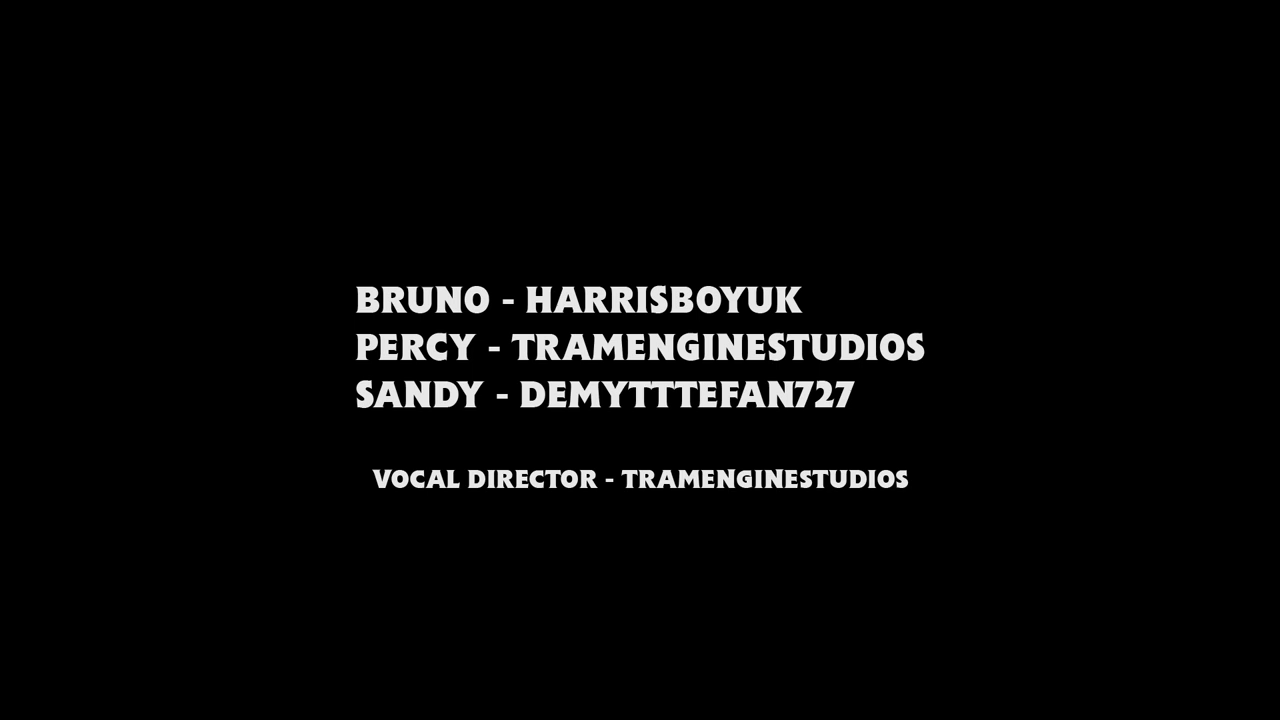 BRUNO - HARRISBOYUK
PERCY - TRAMENGINESTUDIOS
SANDY - DEMYTTTEFAN727
VOCAL DIRECTOR - TRAMENGINESTUDIOS